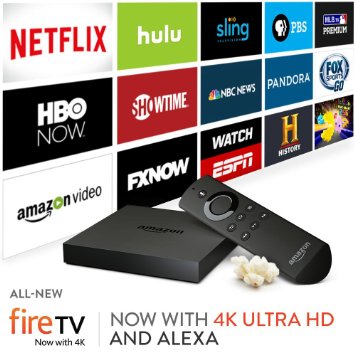 NETFLIX
hulu
sling
PBS
MLB.TV
PREMIUM
HBO
NOW
SHOWTIME
NBC NEWS
PANDORA
FOX
SPORTS
GO
amazon video
FXNOW
WATCH
ESPN
H
HISTORY
amazon
amazon
ALL-NEW
fireTV
Now with 4K
NOW WITH 4K ULTRA HD
AND ALEXA